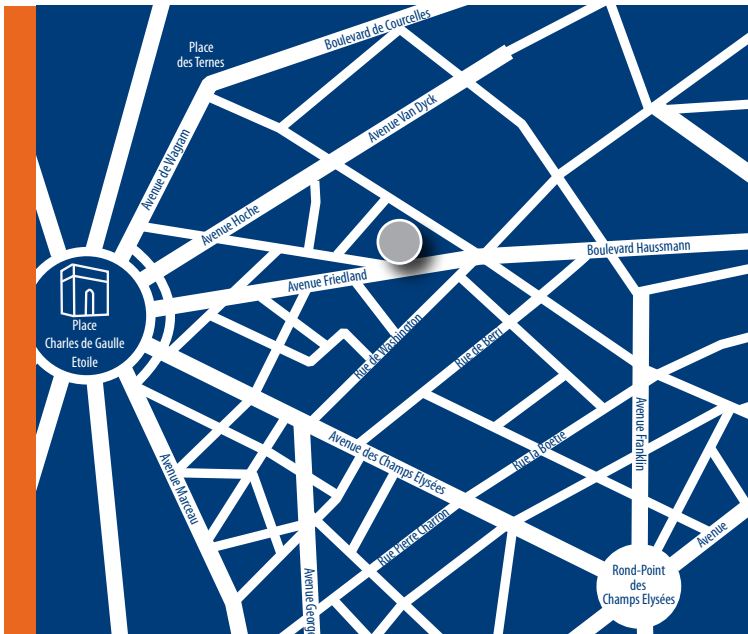 Boulevard de Courcelles
Place
des Ternes
Avenue Van Dyck
Avenue de Wagram
Avenue Hoche
Boulevard Haussmann
Avenue Friedland
Place
Charles de Gaulle
Etoile
Rue de Washington
Rue de Berri
Avenue Franklin
Rue la Boétie
Avenue des Champs Elysées
Avenue Marceau
Rue Pierre Charron
Avenue
Avenue George
Rond-Point
des
Champs Elysées